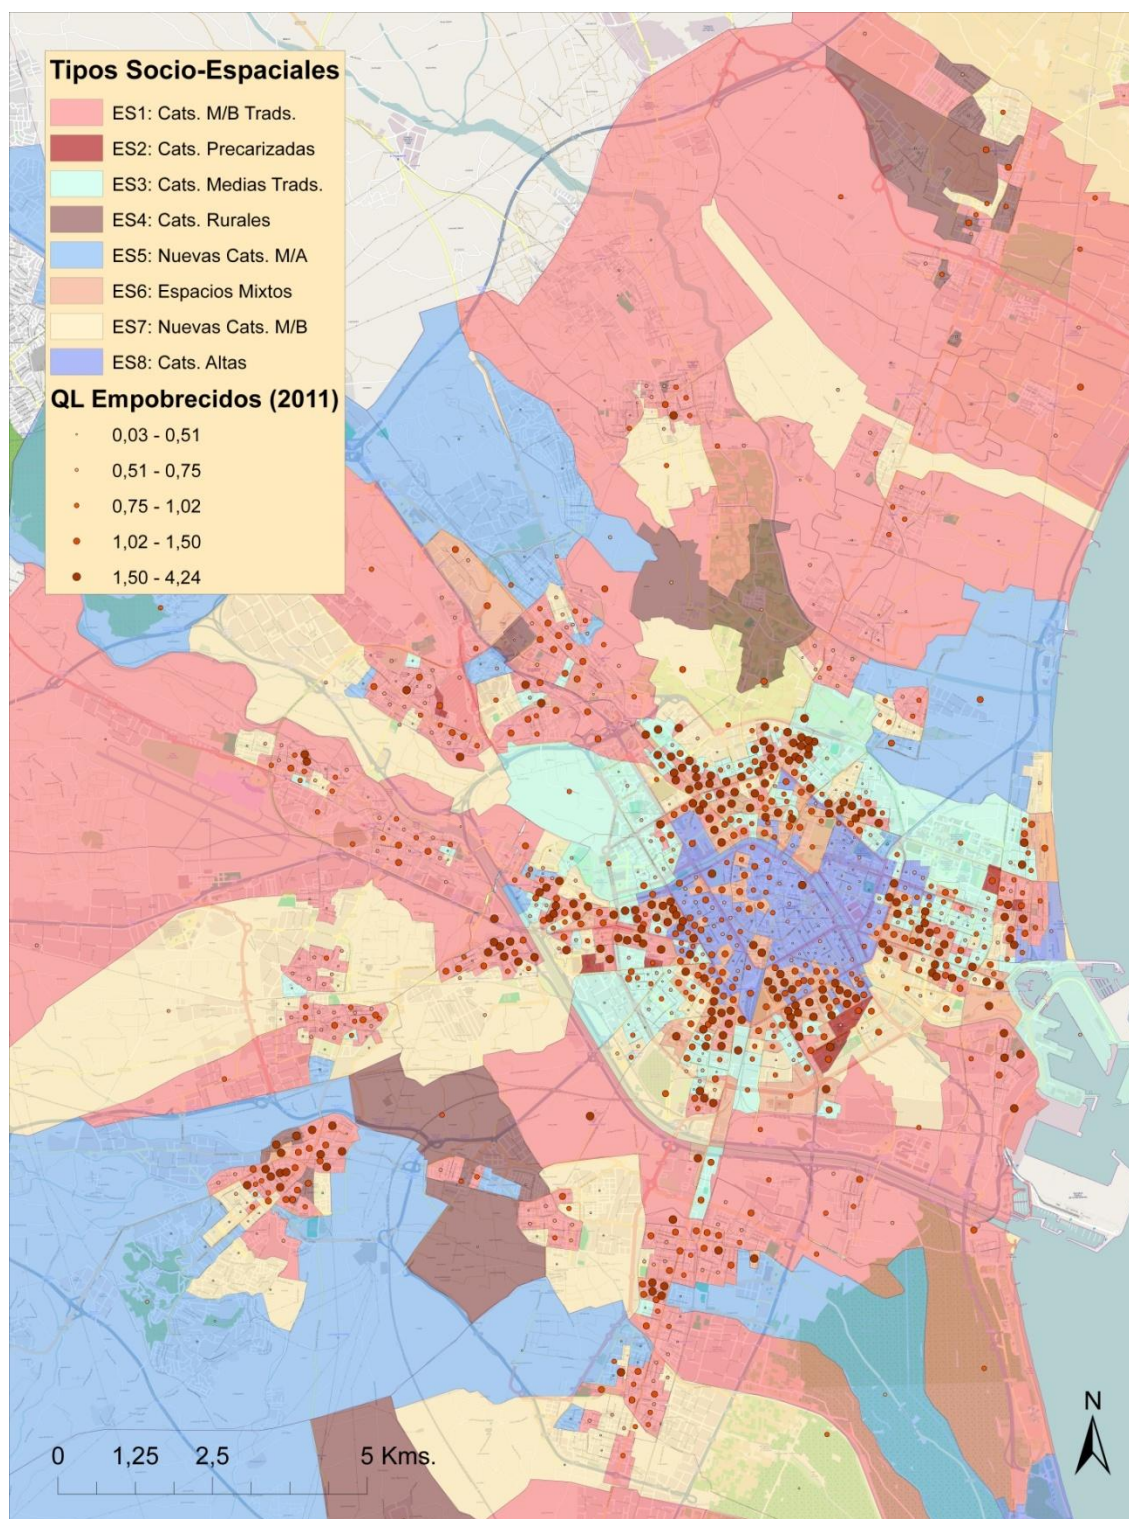 Tipos Socio-Espaciales
ES1: Cats. M/B Trads.
ES2: Cats. Precarizadas
ES3: Cats. Medias Trads.
ES4: Cats. Rurales
ES5: Nuevas Cats. M/A
ES6: Espacios Mixtos
ES7: Nuevas Cats. M/B
ES8: Cats. Altas
QL Empobrecidos (2011)
0,03 - 0,51
0,51 - 0,75
0,75 - 1,02
1,02 - 1,50
1,50 - 4,24
N
0 1,25 2,5 5 Kms.